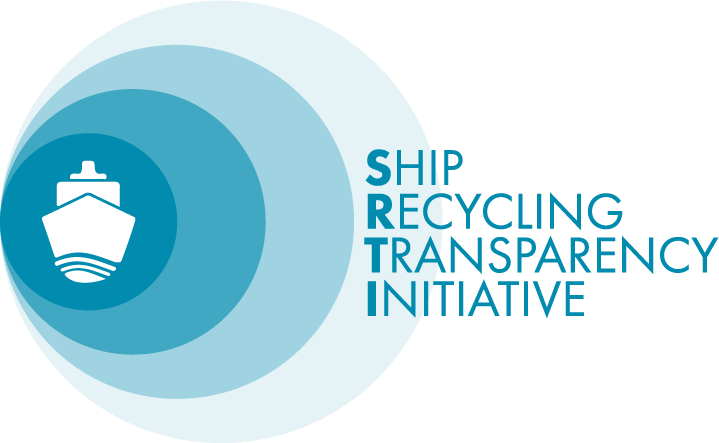 SHIP
RECYCLING
TRANSPARENCY
INITIATIVE